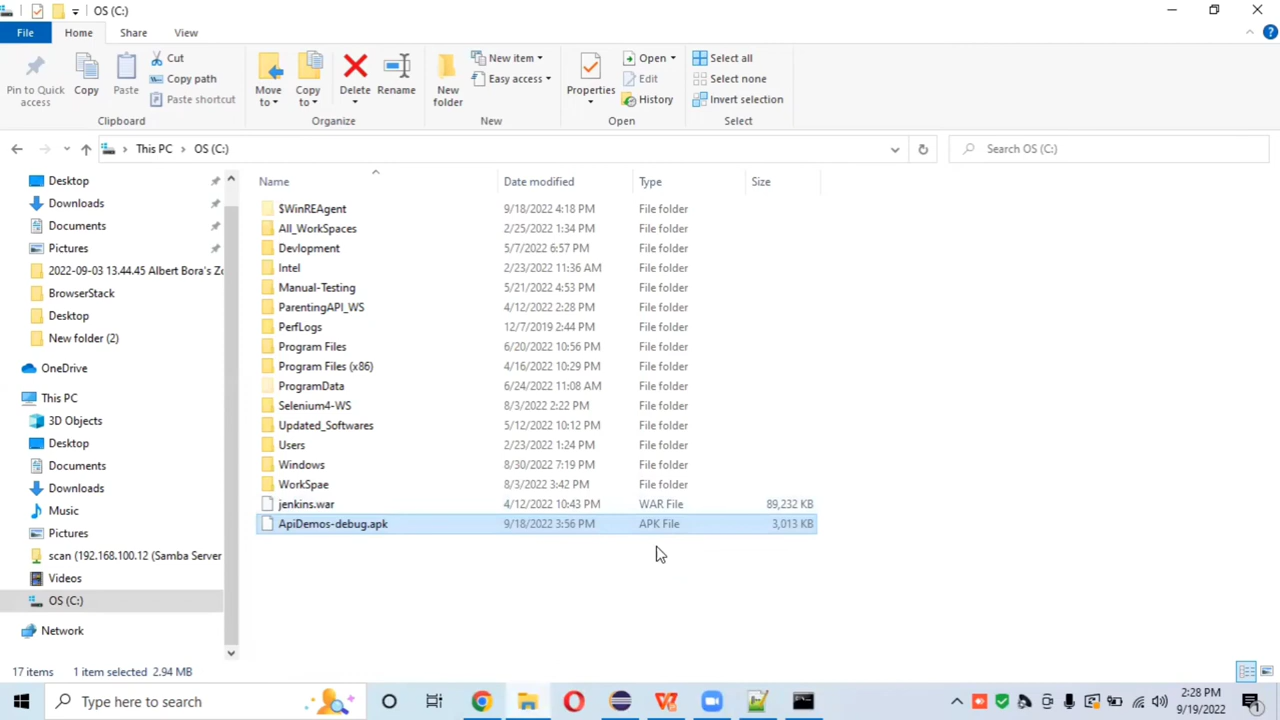 OS (C:)
File Home Share View
Pin to Quick access
Copy
Paste
Cut
Copy path
Paste shortcut
Clipboard
Move to
Copy to
Delete
Rename
Organize
New folder
New item
Easy access
New
Properties
Open
Edit
History
Open
Select all
Select none
Invert selection
Select
This PC > OS (C:)
Search OS (C:)
Desktop
Downloads
Documents
Pictures
2022-09-03 13.44.45 Albert Bora's Zo
BrowserStack
Desktop
New folder (2)
OneDrive
This PC
3D Objects
Desktop
Documents
Downloads
Music
Pictures
scan (192.168.100.12 (Samba Server
Videos
OS (C:)
Network
Name Date modified Type Size
$WinREAgent 9/18/2022 4:18 PM File folder
All_WorkSpaces 2/25/2022 1:34 PM File folder
Devlopment 5/7/2022 6:57 PM File folder
Intel 2/23/2022 11:36 AM File folder
Manual-Testing 5/21/2022 4:53 PM File folder
ParentingAPI_WS 4/12/2022 2:28 PM File folder
PerfLogs 12/7/2019 2:44 PM File folder
Program Files 6/20/2022 10:56 PM File folder
Program Files (x86) 4/16/2022 10:29 PM File folder
ProgramData 6/24/2022 11:08 AM File folder
Selenium4-WS 8/3/2022 2:22 PM File folder
Updated_Softwares 5/12/2022 10:12 PM File folder
Users 2/23/2022 1:24 PM File folder
Windows 8/30/2022 7:19 PM File folder
WorkSpae 8/3/2022 3:42 PM File folder
jenkins.war 4/12/2022 10:43 PM WAR File 89,232 KB
ApiDemos-debug.apk 9/18/2022 3:56 PM APK File 3,013 KB
17 items 1 item selected 2.94 MB
Type here to search
2:28 PM
9/19/2022
1